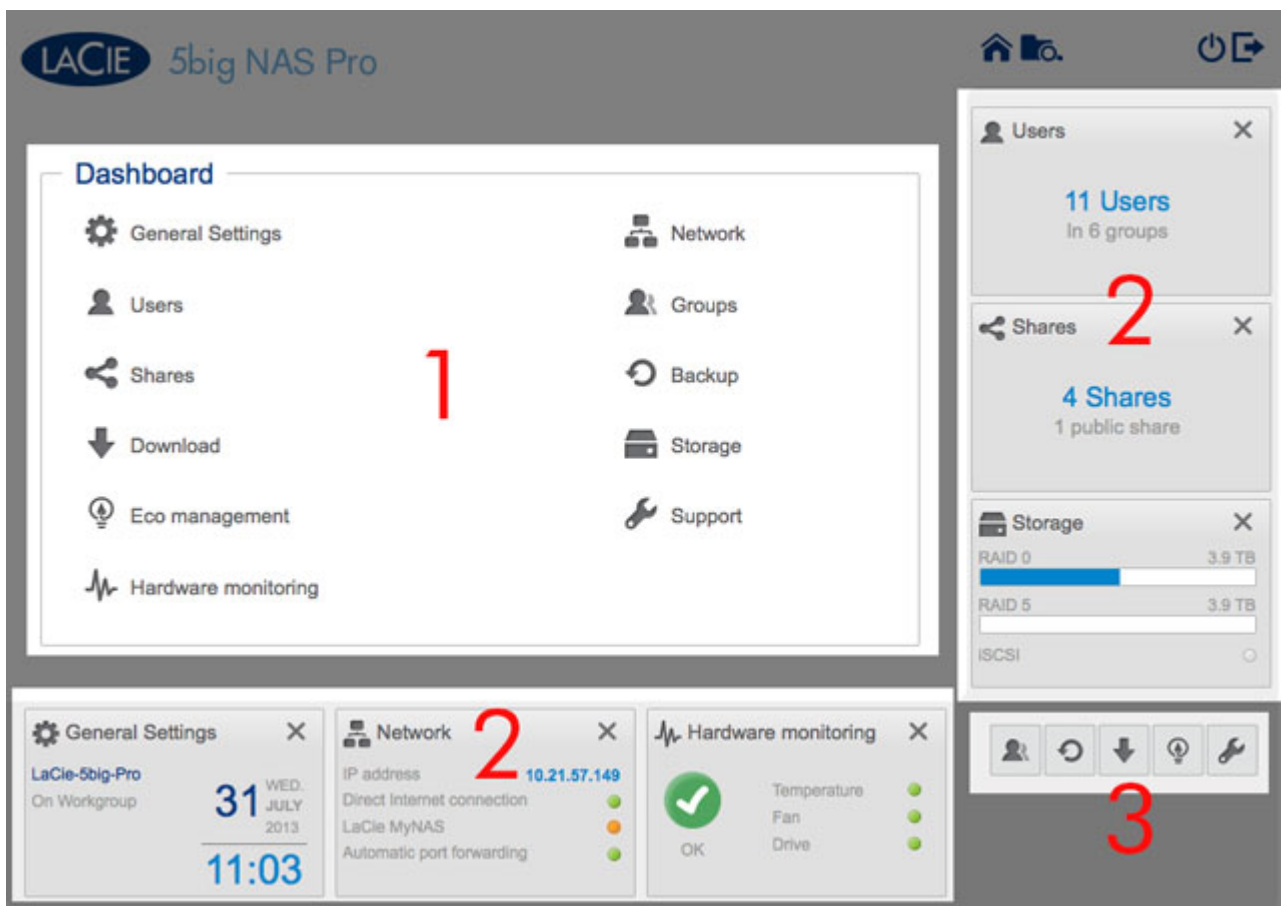 LACIE 5big NAS Pro
Dashboard
General Settings
Network
Users
Groups
Shares
1
Backup
Download
Storage
Eco management
Support
Hardware monitoring
Users
11 Users
In 6 groups
2
Shares
4 Shares
1 public share
Storage
RAID 0 3.9 TB
RAID 5 3.9 TB
iSCSI
General Settings
LaCie-5big-Pro
On Workgroup
31
WED.
JULY
2013
11:03
Network
2
IP address 10.21.57.149
Direct Internet connection
LaCie MyNAS
Automatic port forwarding
Hardware monitoring
OK
Temperature
Fan
Drive
3